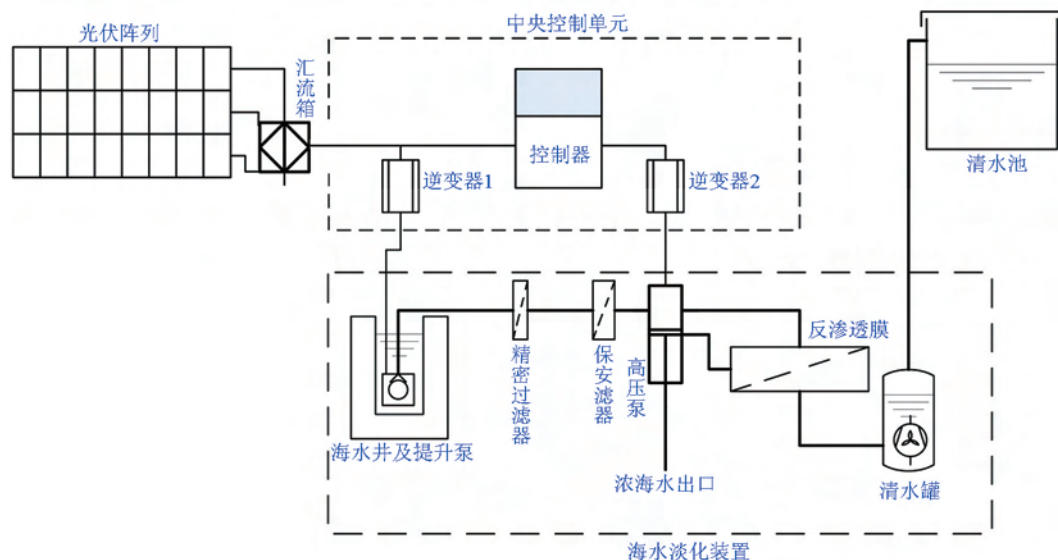 光伏阵列
汇流箱
中央控制单元
控制器
逆变器1
逆变器2
清水池
海水井及提升泵
精密过滤器
保安滤器
高压泵
反渗透膜
浓海水出口
清水罐
海水淡化装置